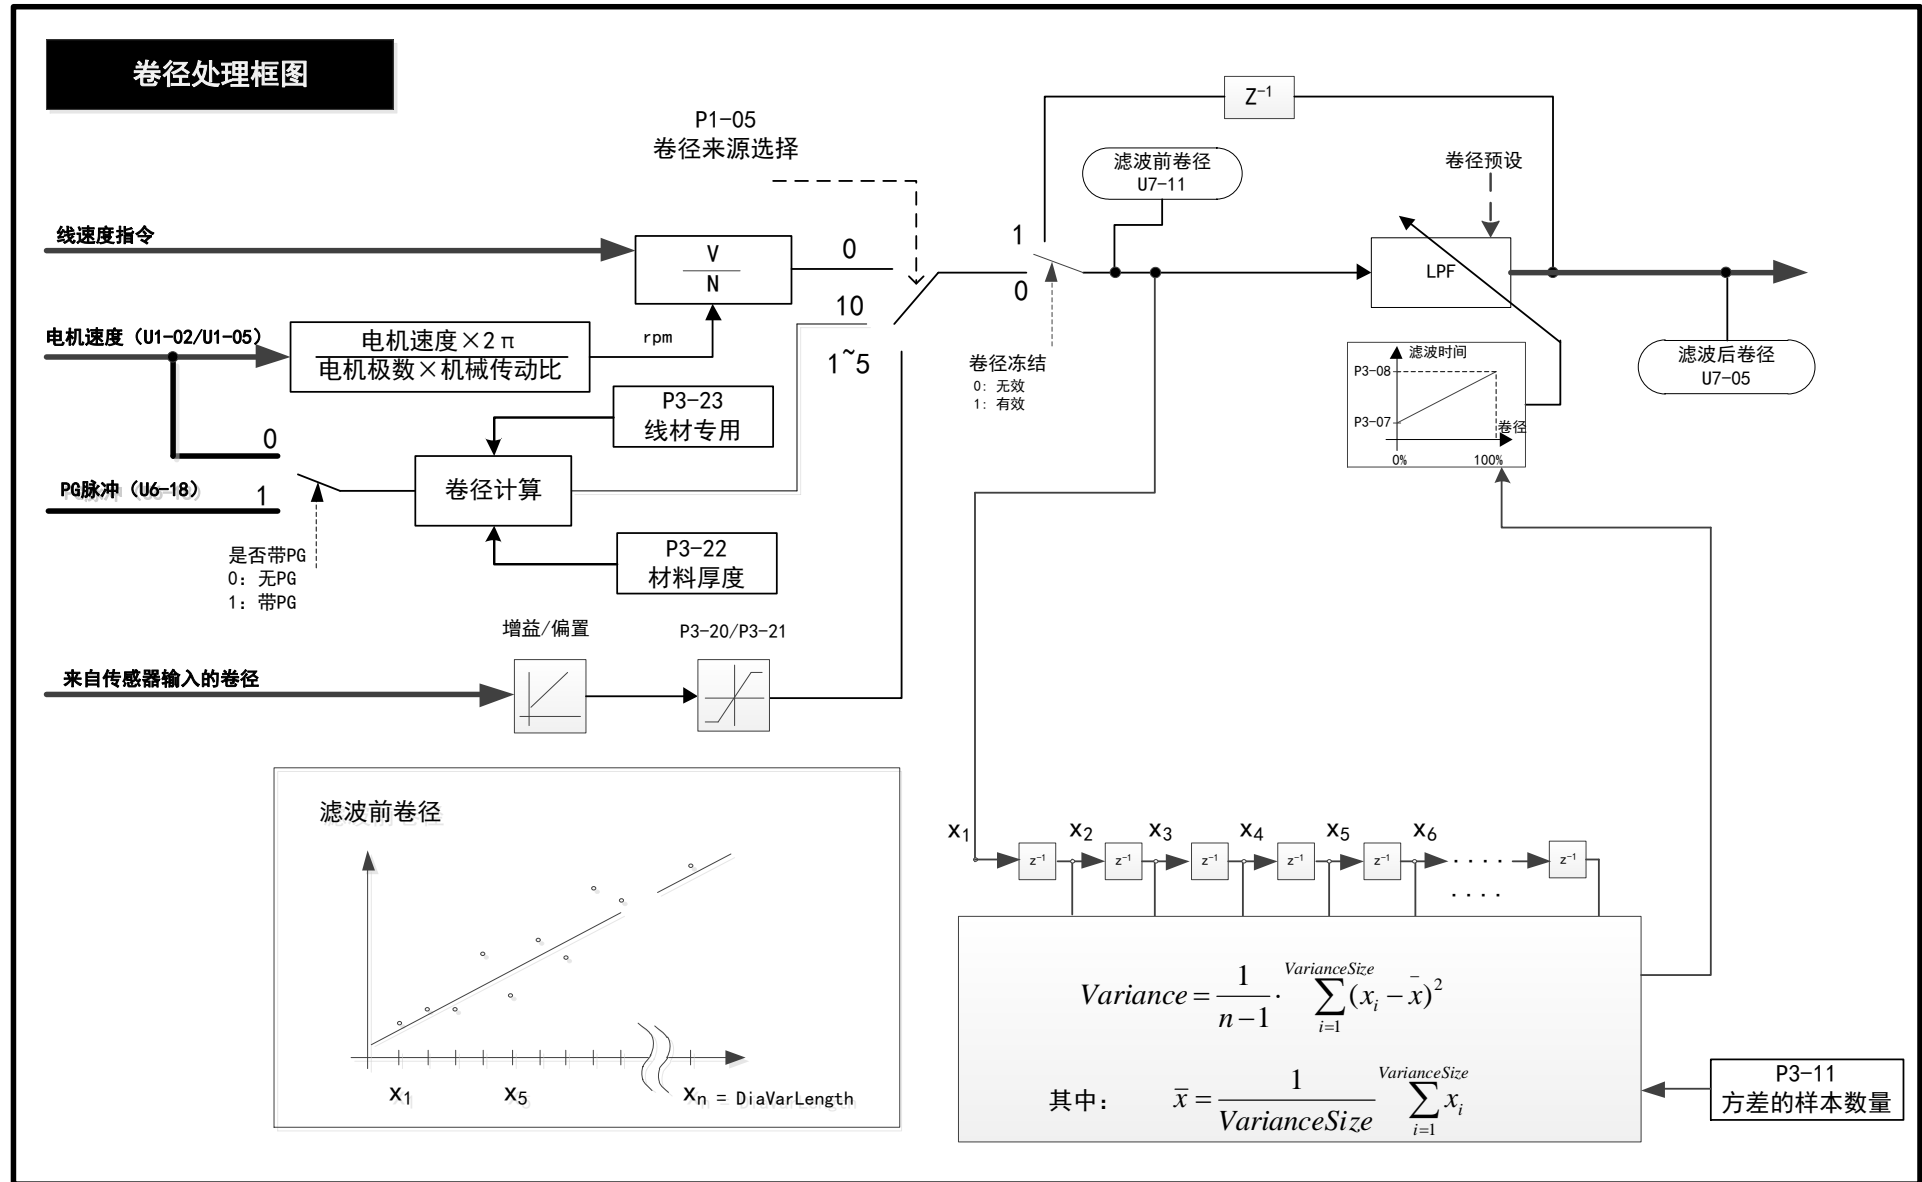 卷径处理框图
P1-05
卷径来源选择
Z⁻¹
滤波前卷径
U7-11
卷径预设
线速度指令
V
N
0
10
1~5
1
0
LPF
电机速度（U1-02/U1-05）
电机速度×2π
电机极数×机械传动比
rpm
卷径冻结
0: 无效
1: 有效
滤波时间
P3-08
P3-07
卷径
0%
100%
滤波后卷径
U7-05
P3-23
线材专用
0
PG脉冲（U6-18）
1
卷径计算
是否带PG
0: 无PG
1: 带PG
P3-22
材料厚度
增益/偏置
P3-20/P3-21
来自传感器输入的卷径
滤波前卷径
x₁
x₅
xₙ = DiaVarLength
x₁
x₂
x₃
x₄
x₅
x₆
z⁻¹
z⁻¹
z⁻¹
z⁻¹
z⁻¹
····
z⁻¹
····
Variance = 1/(n−1) · ∑_{i=1}^{VarianceSize} (xᵢ − x̄)²
其中: x̄ = 1/VarianceSize ∑_{i=1}^{VarianceSize} xᵢ
P3-11
方差的样本数量